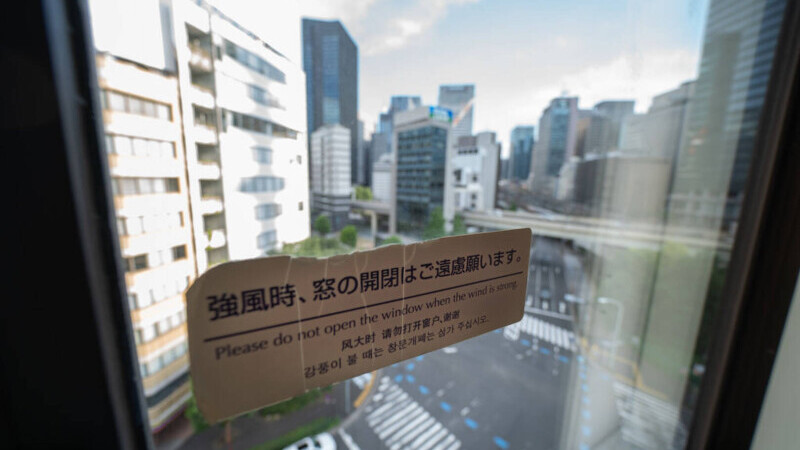 強風時、窓の開閉はご遠慮願います。
Please do not open the window when the wind is strong.
风大时 请勿打开窗户,谢谢
강풍이 불 때는 창문개폐는 삼가 주십시오.